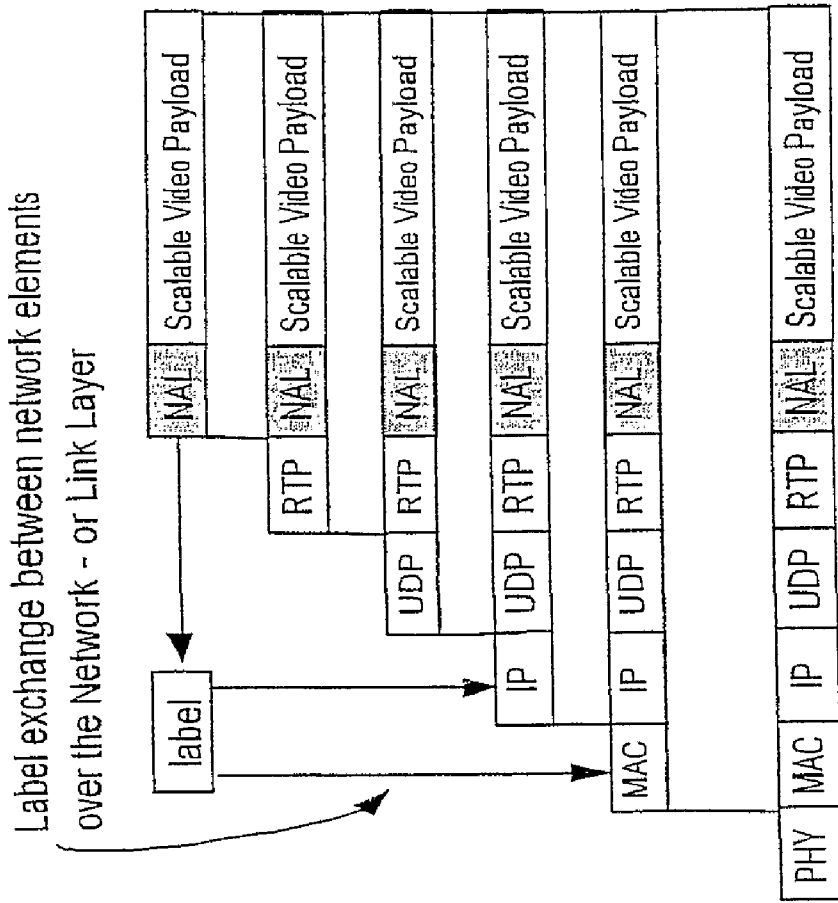 Label exchange between network elements
over the Network - or Link Layer
label
NAL Scalable Video Payload
RTP NAL Scalable Video Payload
UDP RTP NAL Scalable Video Payload
IP UDP RTP NAL Scalable Video Payload
MAC IP UDP RTP NAL Scalable Video Payload
PHY MAC IP UDP RTP NAL Scalable Video Payload